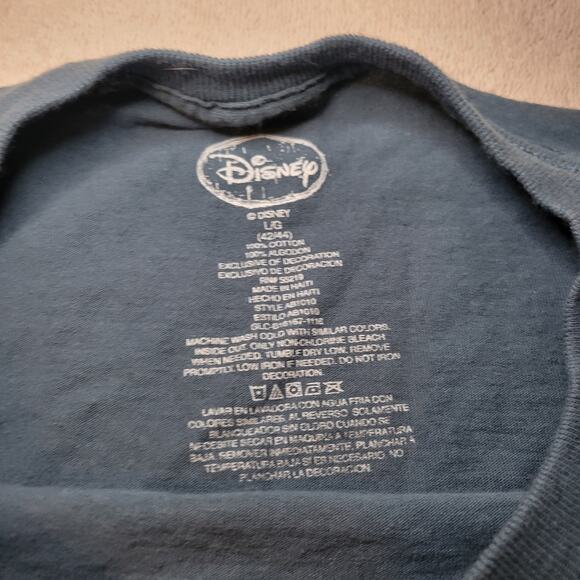 Disney
© DISNEY
L/G
(42/44)
100% COTTON
100% ALGODON
EXCLUSIVE OF DECORATION
EXCLUSIVO DE DECORACION
RN# 55219
MADE IN HAITI
HECHO EN HAITI
STYLE AB1010
ESTILO AB1010
MACHINE WASH COLD WITH SIMILAR COLORS,
INSIDE OUT. ONLY NON-CHLORINE BLEACH
WHEN NEEDED. TUMBLE DRY LOW. REMOVE
PROMPTLY. LOW IRON IF NEEDED. DO NOT IRON
DECORATION.
LAVAR EN LAVADORA CON AGUA FRIA CON
COLORES SIMILARES AL REVERSO. SOLAMENTE
BLANQUEADOR SIN CLORO CUANDO SE
NECESITE SECAR EN MAQUINA A TEMPERATURA
BAJA. REMOVER INMEDIATAMENTE. PLANCHAR A
TEMPERATURA BAJA SI ES NECESARIO. NO
PLANCHAR LA DECORACION.